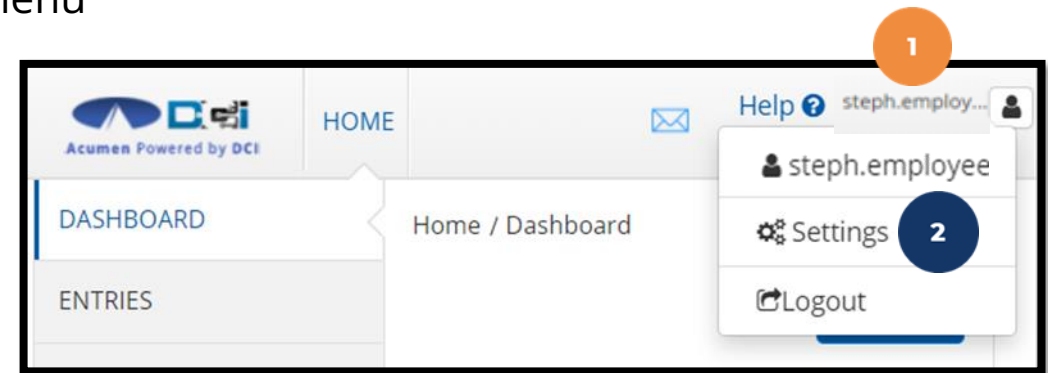 menu
1
DCI
Acumen Powered by DCI
HOME
Help ?
steph.employ...
steph.employee
DASHBOARD
Home / Dashboard
Settings
2
ENTRIES
Logout